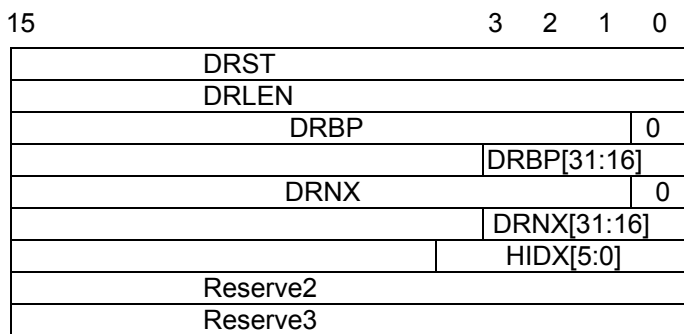 15 3 2 1 0
DRST
DRLEN
DRBP 0
DRBP[31:16]
DRNX 0
DRNX[31:16]
HIDX[5:0]
Reserve2
Reserve3